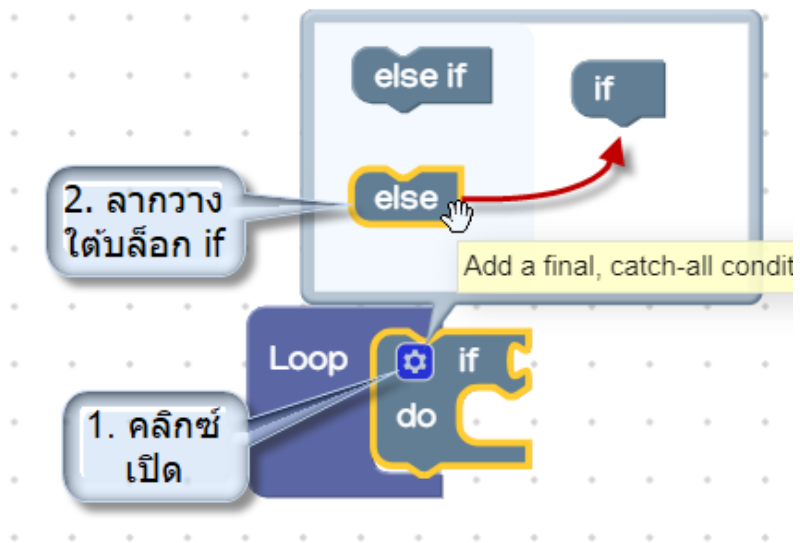 else if
if
2. ลากวาง
ใต้บล็อก if
else
Add a final, catch-all condit
Loop
if
do
1. คลิกซ์
เปิด